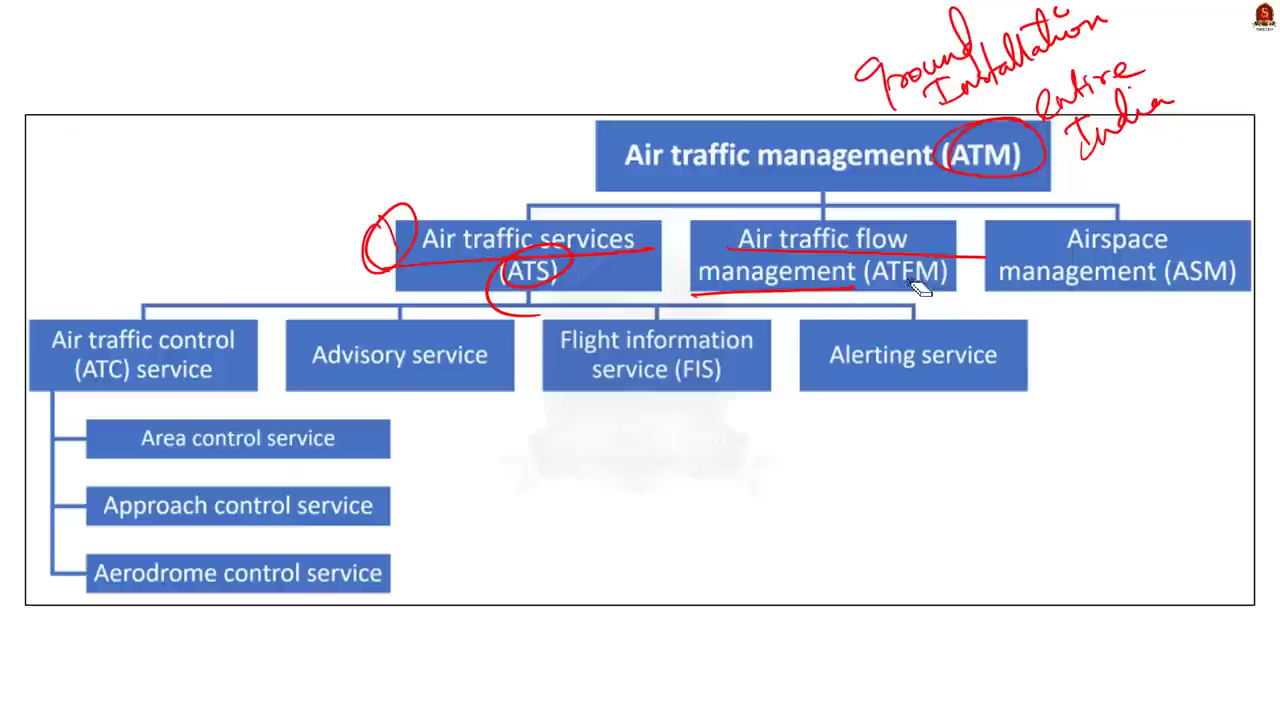 Ground
Installation
entire
India
Air traffic management (ATM)
1
Air traffic services
(ATS)
Air traffic flow
management (ATFM)
Airspace
management (ASM)
Air traffic control
(ATC) service
Advisory service
Flight information
service (FIS)
Alerting service
Area control service
Approach control service
Aerodrome control service